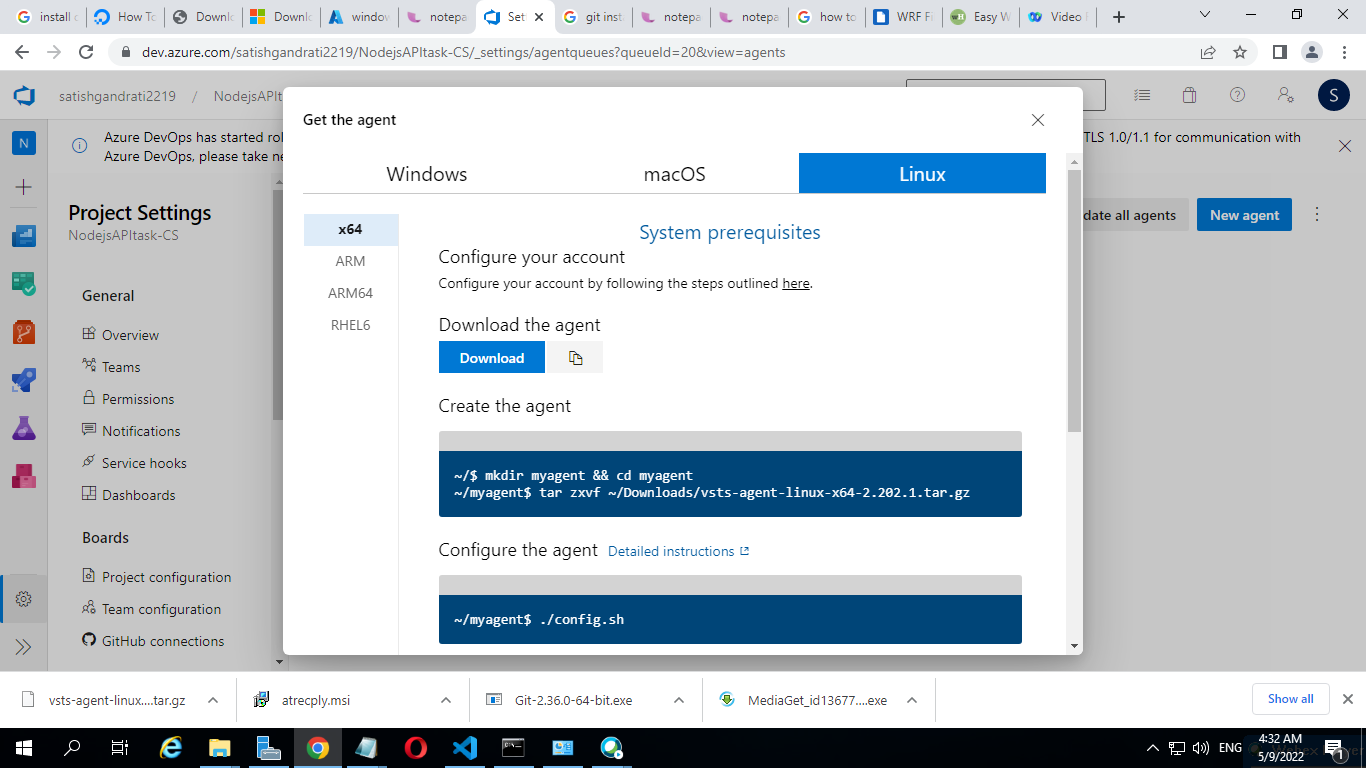 install c
How To
Downlo
Downl
window
notepa
Set
git inst
notepa
notepa
how to
WRF Fi
Easy W
Video
dev.azure.com/satishgandrati2219/NodejsAPItask-CS/_settings/agentqueues?queueId=20&view=agents
satishgandrati2219 / NodejsAPIt
S
N
Azure DevOps has started rol
TLS 1.0/1.1 for communication with
Azure DevOps, please take ne
Project Settings
NodejsAPItask-CS
date all agents
New agent
General
Overview
Teams
Permissions
Notifications
Service hooks
Dashboards
Boards
Project configuration
Team configuration
GitHub connections
Get the agent
Windows
macOS
Linux
x64
ARM
ARM64
RHEL6
System prerequisites
Configure your account
Configure your account by following the steps outlined here.
Download the agent
Download
Create the agent
~/$ mkdir myagent && cd myagent
~/myagent$ tar zxvf ~/Downloads/vsts-agent-linux-x64-2.202.1.tar.gz
Configure the agent Detailed instructions
~/myagent$ ./config.sh
vsts-agent-linux....tar.gz
atrecply.msi
Git-2.36.0-64-bit.exe
MediaGet_id13677....exe
Show all
ENG
4:32 AM
5/9/2022
1